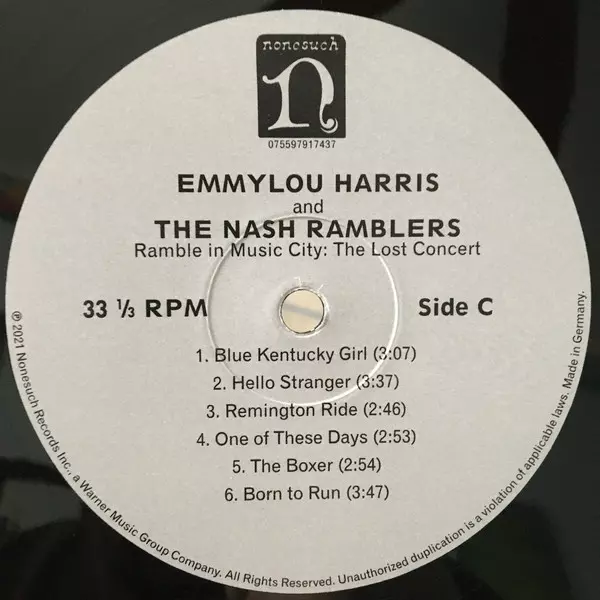 nonesuch
n
075597917437
EMMYLOU HARRIS
and
THE NASH RAMBLERS
Ramble in Music City: The Lost Concert
33 ⅓ RPM
Side C
1. Blue Kentucky Girl (3:07)
2. Hello Stranger (3:37)
3. Remington Ride (2:46)
4. One of These Days (2:53)
5. The Boxer (2:54)
6. Born to Run (3:47)
℗ 2021 Nonesuch Records Inc., a Warner Music Group Company. All Rights Reserved. Unauthorized duplication is a violation of applicable laws. Made in Germany.